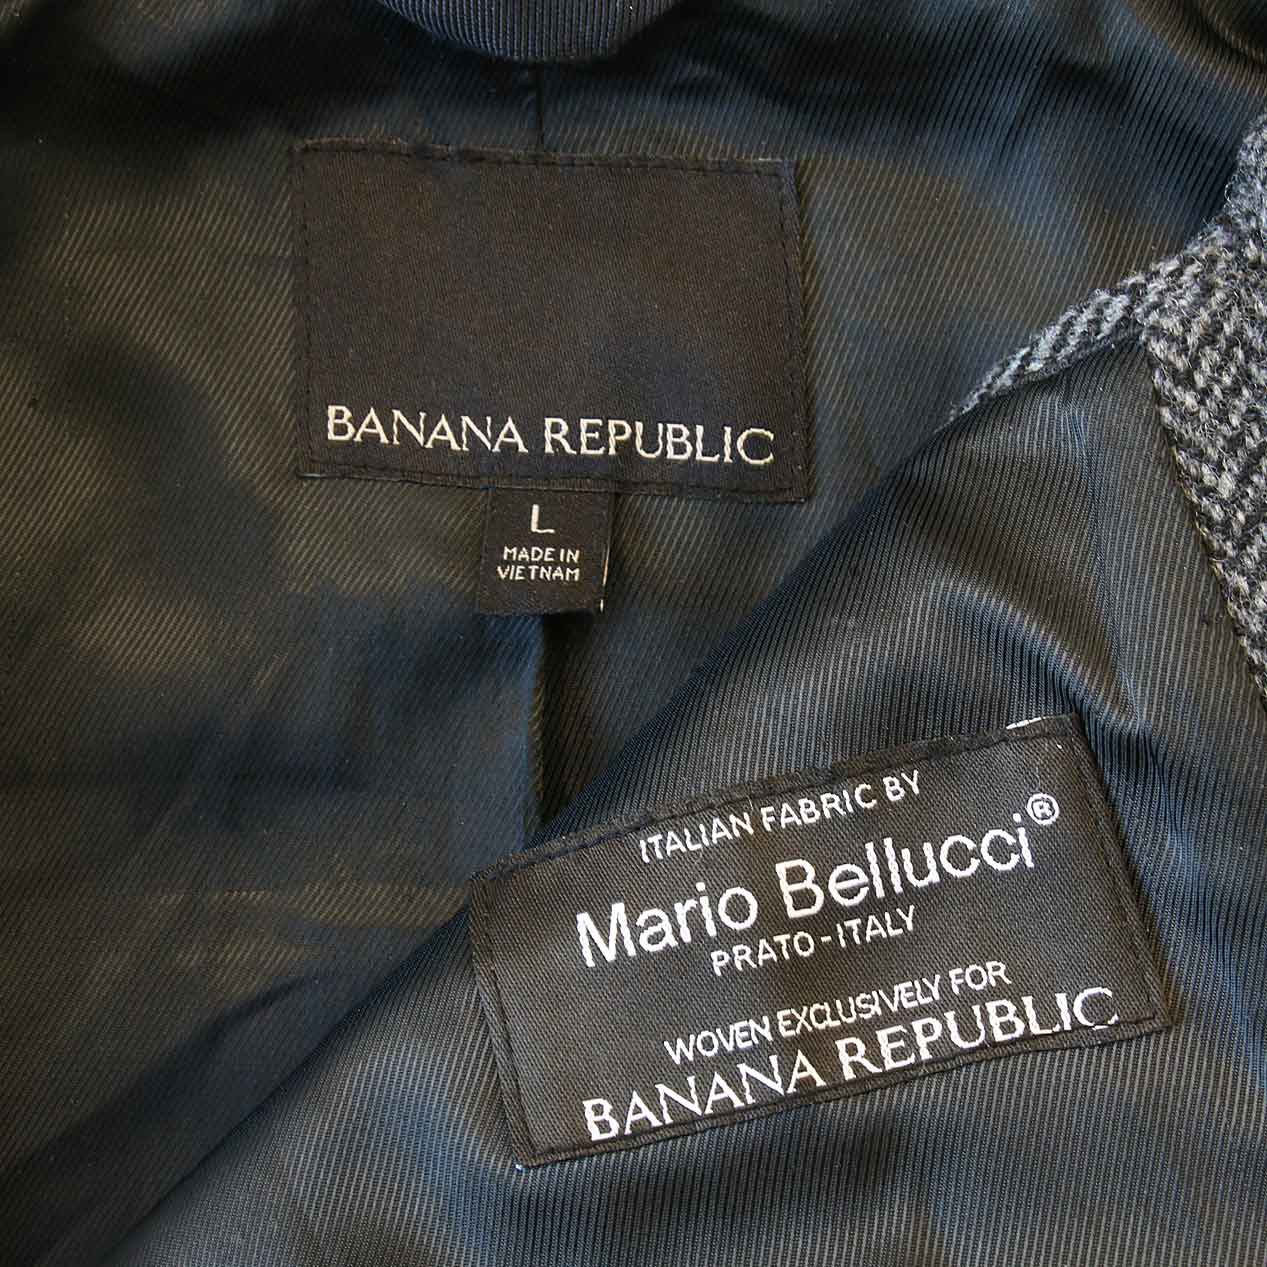 BANANA REPUBLIC
L
MADE IN
VIETNAM
ITALIAN FABRIC BY
Mario Bellucci®
PRATO-ITALY
WOVEN EXCLUSIVELY FOR
BANANA REPUBLIC